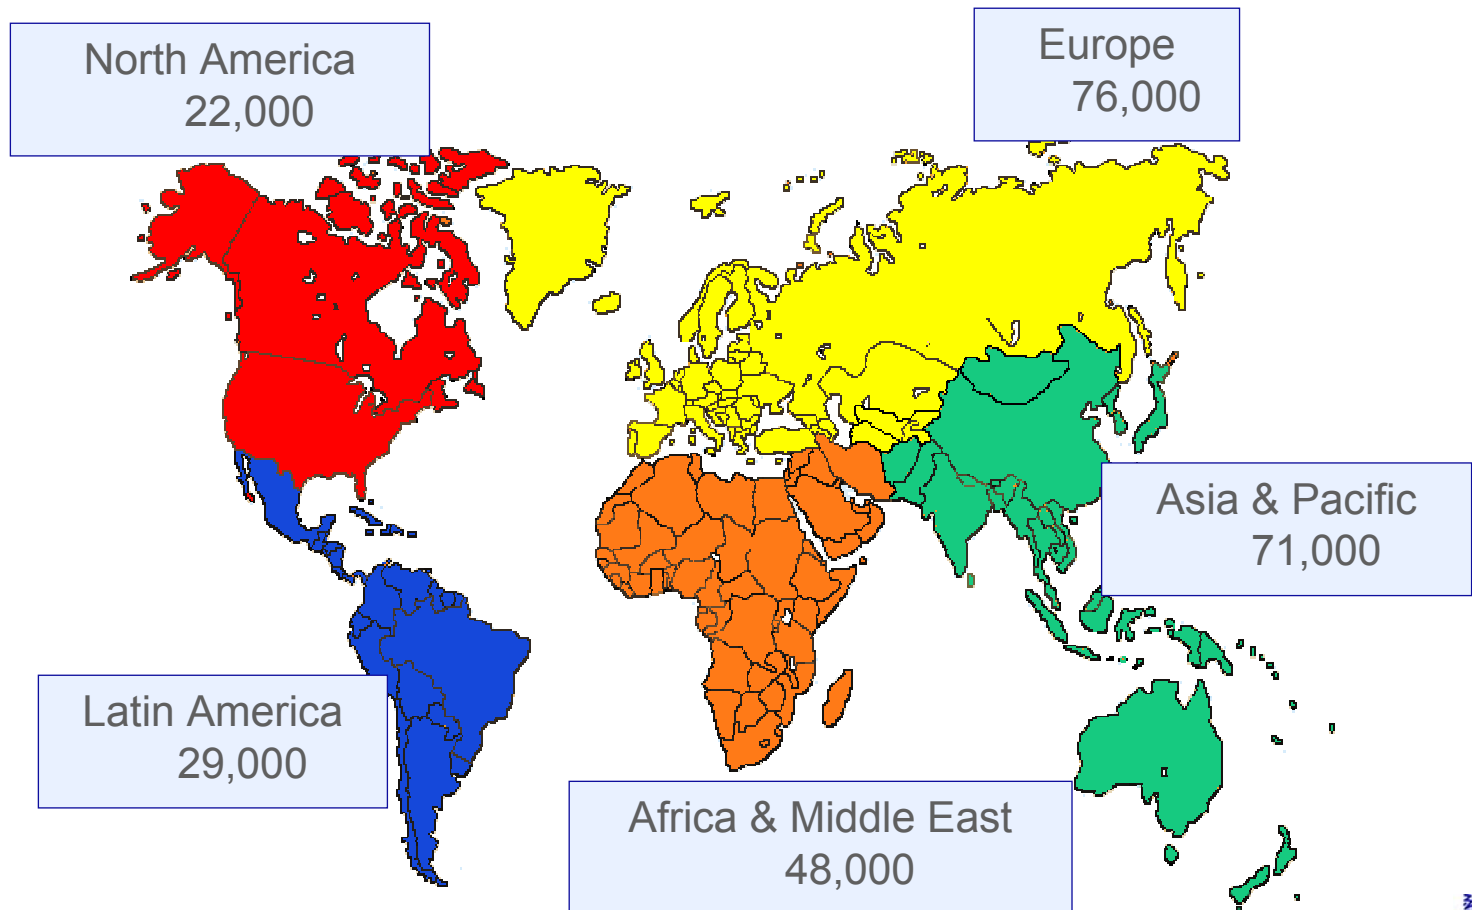 North America
22,000
Europe
76,000
Asia & Pacific
71,000
Latin America
29,000
Africa & Middle East
48,000